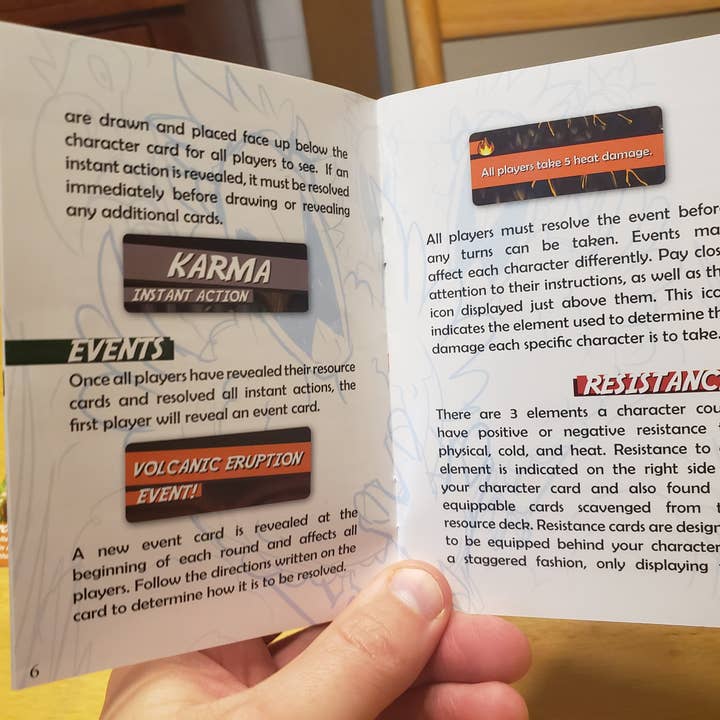 are drawn and placed face up below the
character card for all players to see. If an
instant action is revealed, it must be resolved
immediately before drawing or revealing
any additional cards.
KARMA
INSTANT ACTION
EVENTS
Once all players have revealed their resource
cards and resolved all instant actions, the
first player will reveal an event card.
VOLCANIC ERUPTION
EVENT!
A new event card is revealed at the
beginning of each round and affects all
players. Follow the directions written on the
card to determine how it is to be resolved.
6
All players take 5 heat damage.
All players must resolve the event befor
any turns can be taken. Events ma
affect each character differently. Pay clos
attention to their instructions, as well as th
icon displayed just above them. This ico
indicates the element used to determine th
damage each specific character is to take.
RESISTANC
There are 3 elements a character cou
have positive or negative resistance
physical, cold, and heat. Resistance to
element is indicated on the right side
your character card and also found
equippable cards scavenged from
resource deck. Resistance cards are design
to be equipped behind your character
a staggered fashion, only displaying